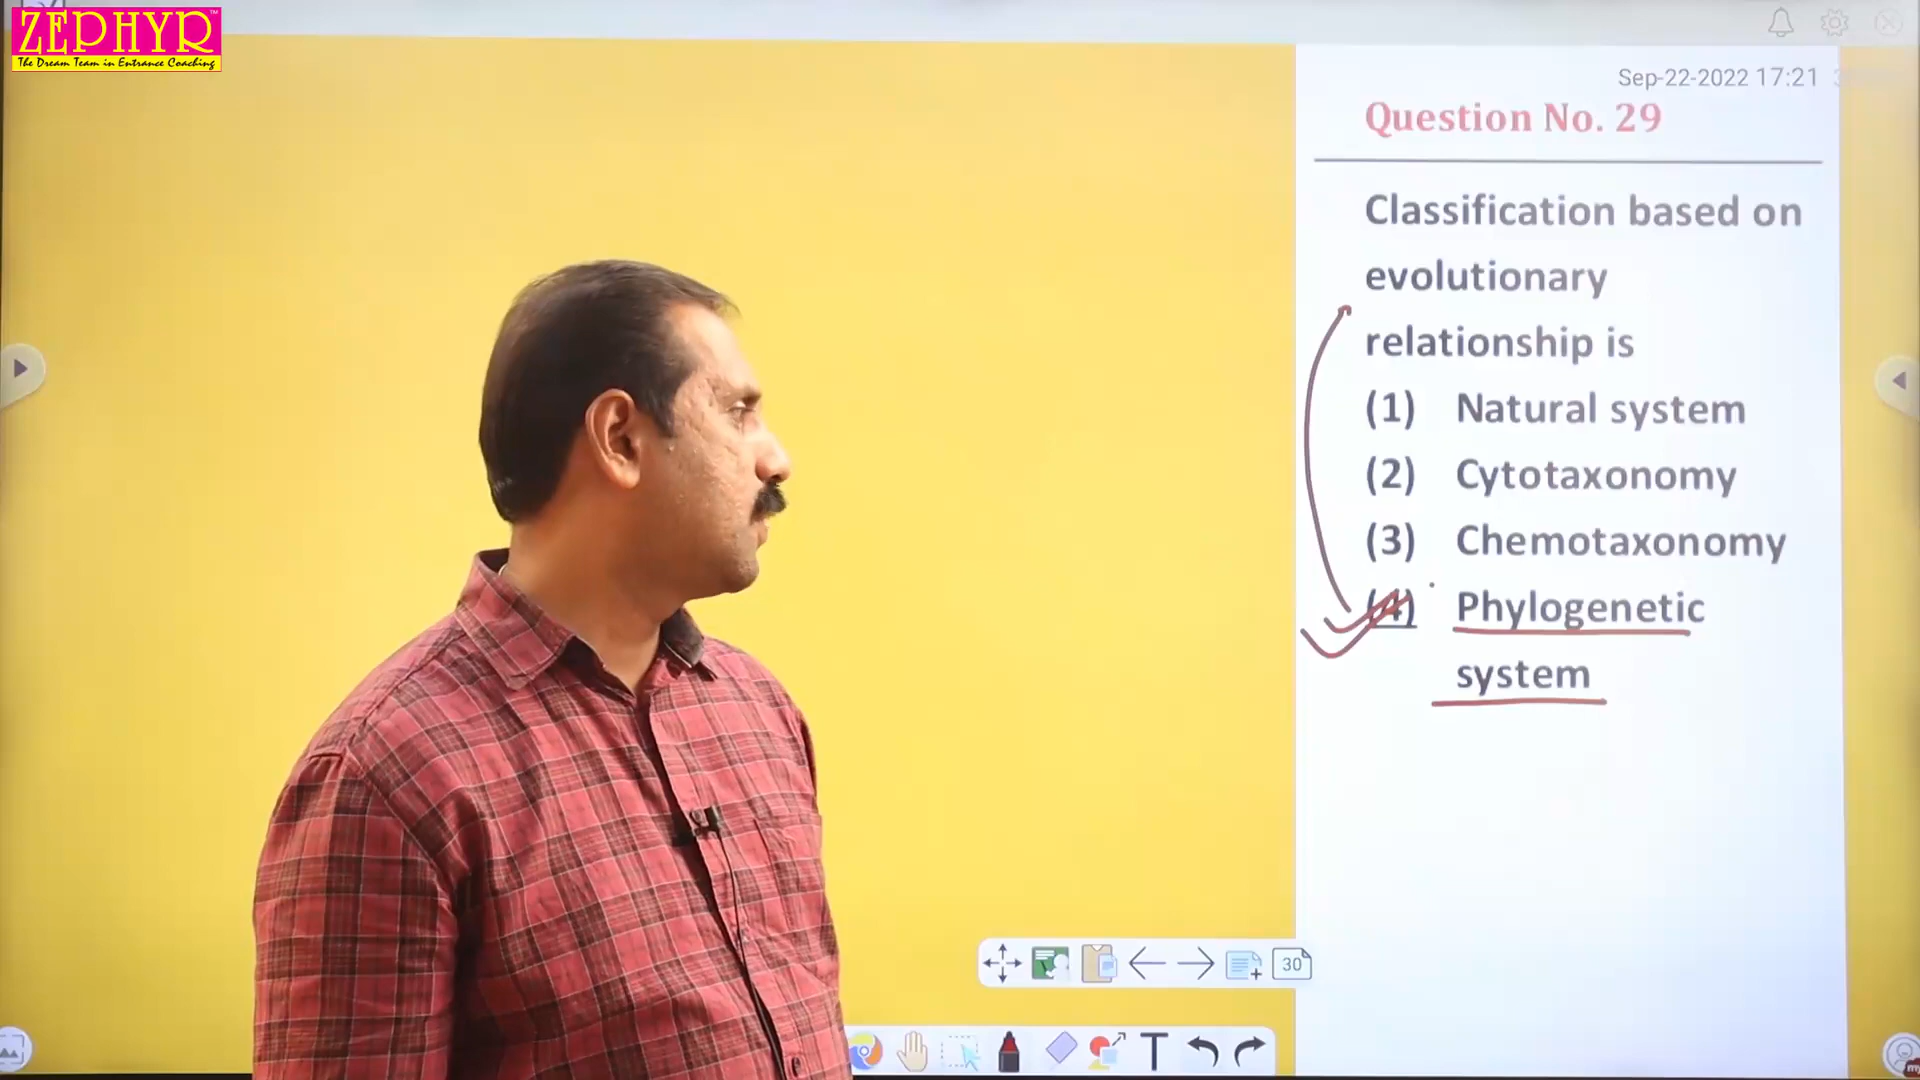 ZEPHYR™
The Dream Team in Entrance Coaching
Sep-22-2022 17:21
Question No. 29
Classification based on
evolutionary
relationship is
(1) Natural system
(2) Cytotaxonomy
(3) Chemotaxonomy
(4) Phylogenetic
system
30
T